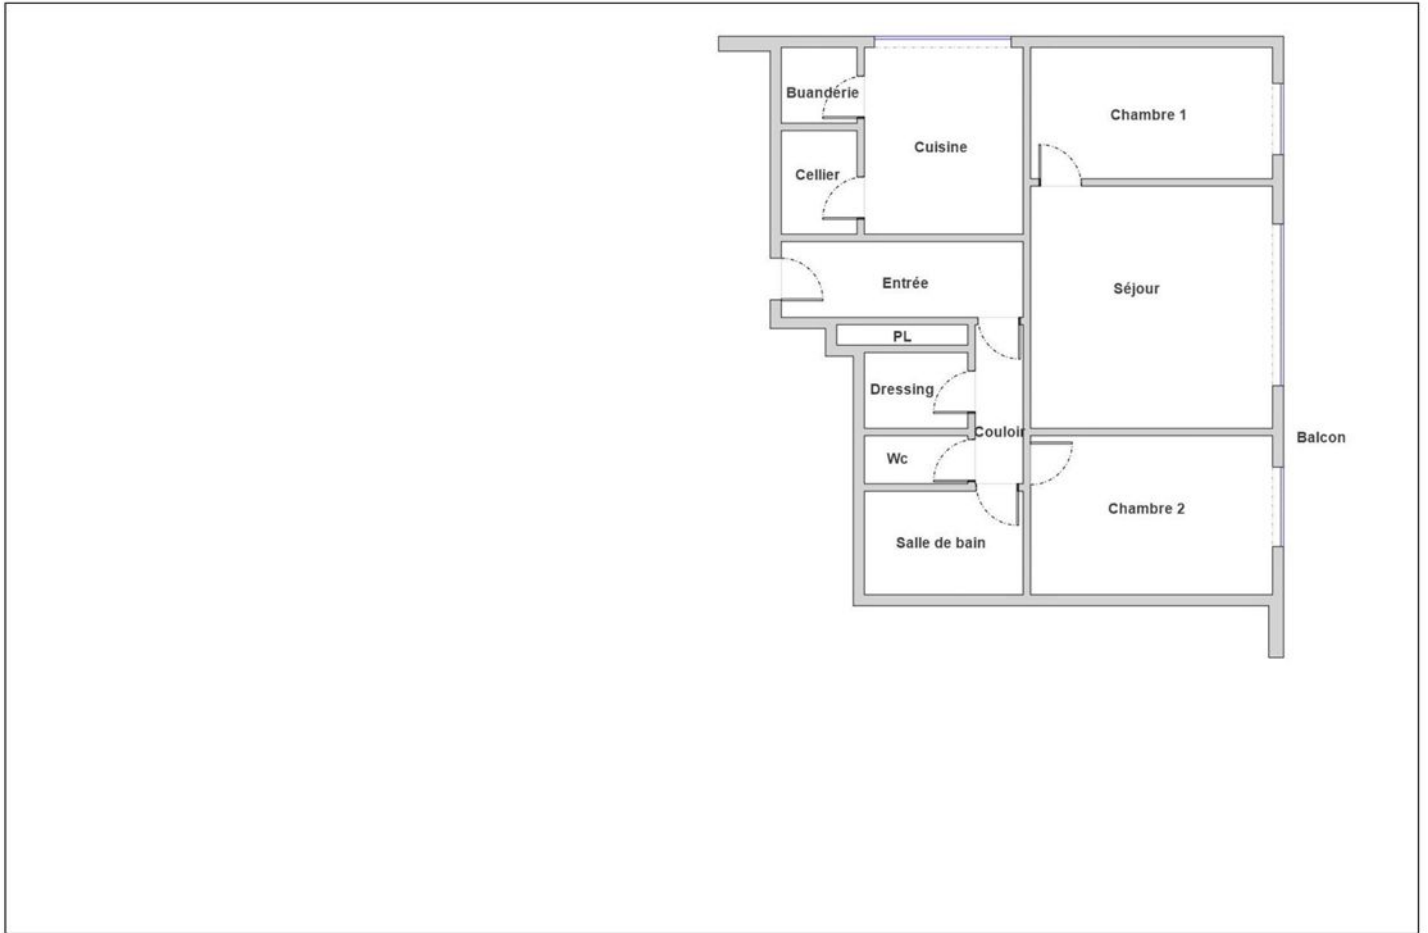 Buandérie
Chambre 1
Cuisine
Cellier
Entrée
Séjour
PL
Dressing
Couloir
Balcon
Wc
Chambre 2
Salle de bain